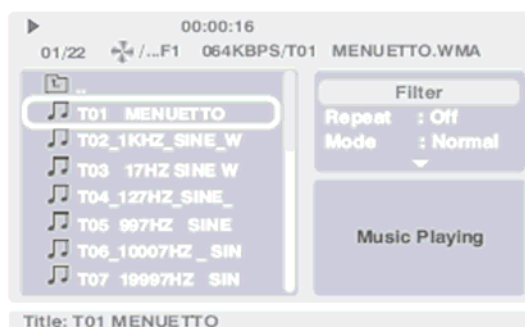 00:00:16
01/22 /...F1 064KBPS/T01 MENUETTO.WMA
..
T01 MENUETTO
T02_1KHZ_SINE_W
T03 17HZ SINE W
T04_127HZ_SINE_
T05 997HZ SINE
T06_10007HZ _ SIN
T07 19997HZ SIN
Filter
Repeat : Off
Mode : Normal
Music Playing
Title: T01 MENUETTO